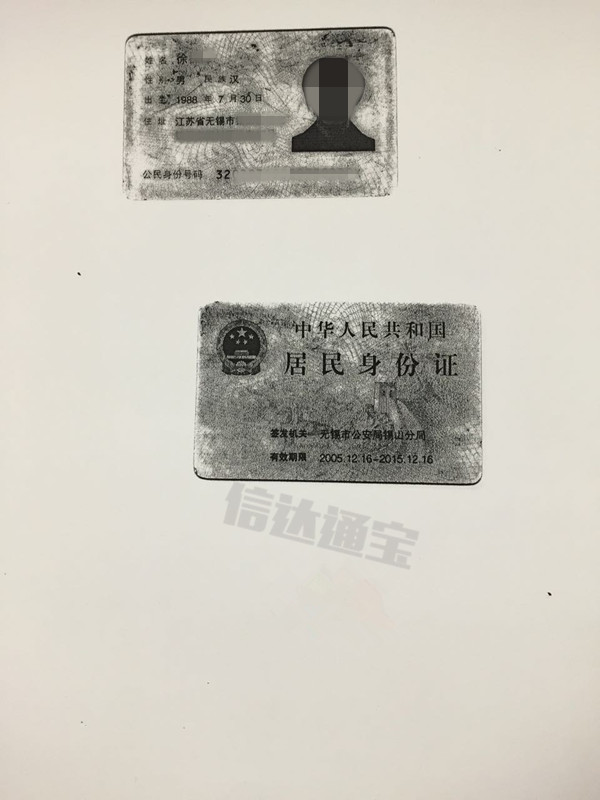 姓名 徐
性别 男 民族 汉
出生 1988 年 7 月 30 日
住址 江苏省无锡市
公民身份号码 32
中华人民共和国
居民身份证
签发机关 无锡市公安局锡山分局
有效期限 2005.12.16-2015.12.16
信达通宝